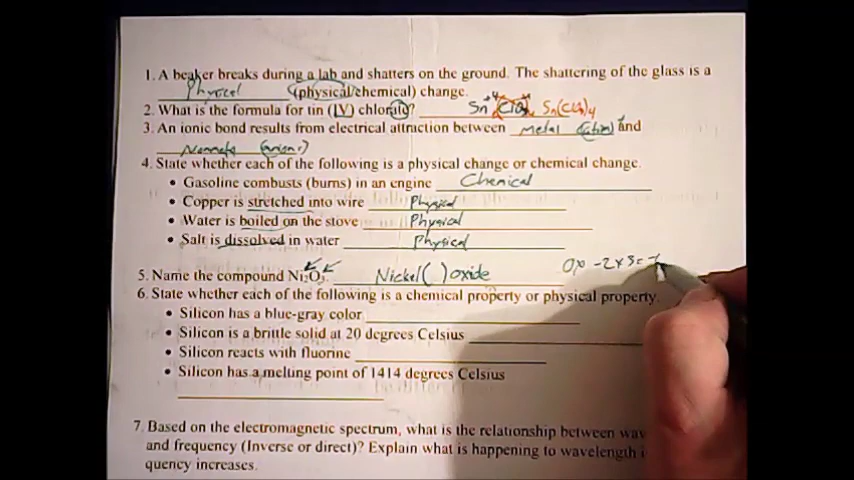 1. A beaker breaks during a lab and shatters on the ground. The shattering of the glass is a
Physical (physical/chemical) change.
2. What is the formula for tin (IV) chlorate? Sn+4 Sn(ClO3)4
3. An ionic bond results from electrical attraction between metal (cation) and
Nonmetal (anion)
4. State whether each of the following is a physical change or chemical change.
• Gasoline combusts (burns) in an engine Chemical
• Copper is stretched into wire Physical
• Water is boiled on the stove Physical
• Salt is dissolved in water Physical
5. Name the compound Ni2O3. Nickel ( ) oxide Ox -2 x 3 = -
6. State whether each of the following is a chemical property or physical property.
• Silicon has a blue-gray color
• Silicon is a brittle solid at 20 degrees Celsius
• Silicon reacts with fluorine
• Silicon has a melting point of 1414 degrees Celsius
7. Based on the electromagnetic spectrum, what is the relationship between wav
and frequency (Inverse or direct)? Explain what is happening to wavelength i
quency increases.